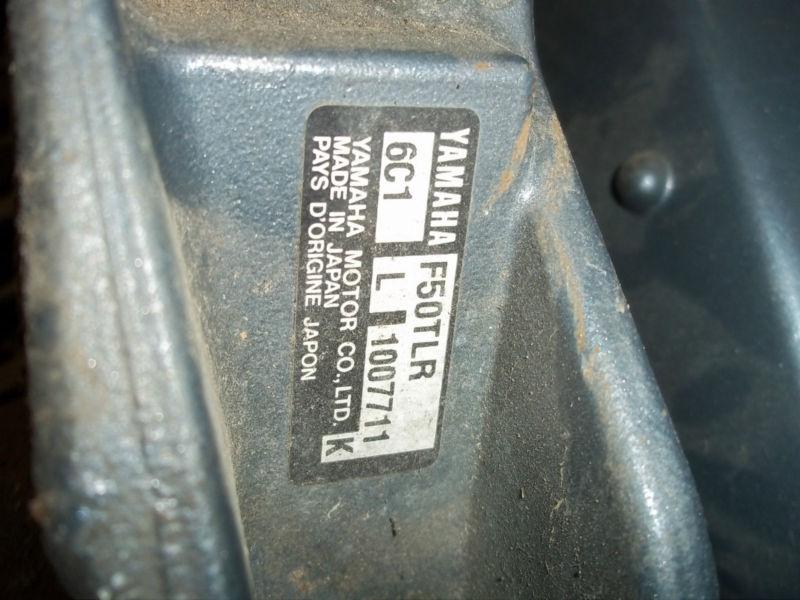 YAMAHA F50TLR
6C1 L 1007711
YAMAHA MOTOR CO.,LTD. K
MADE IN JAPAN
PAYS D'ORIGINE JAPON